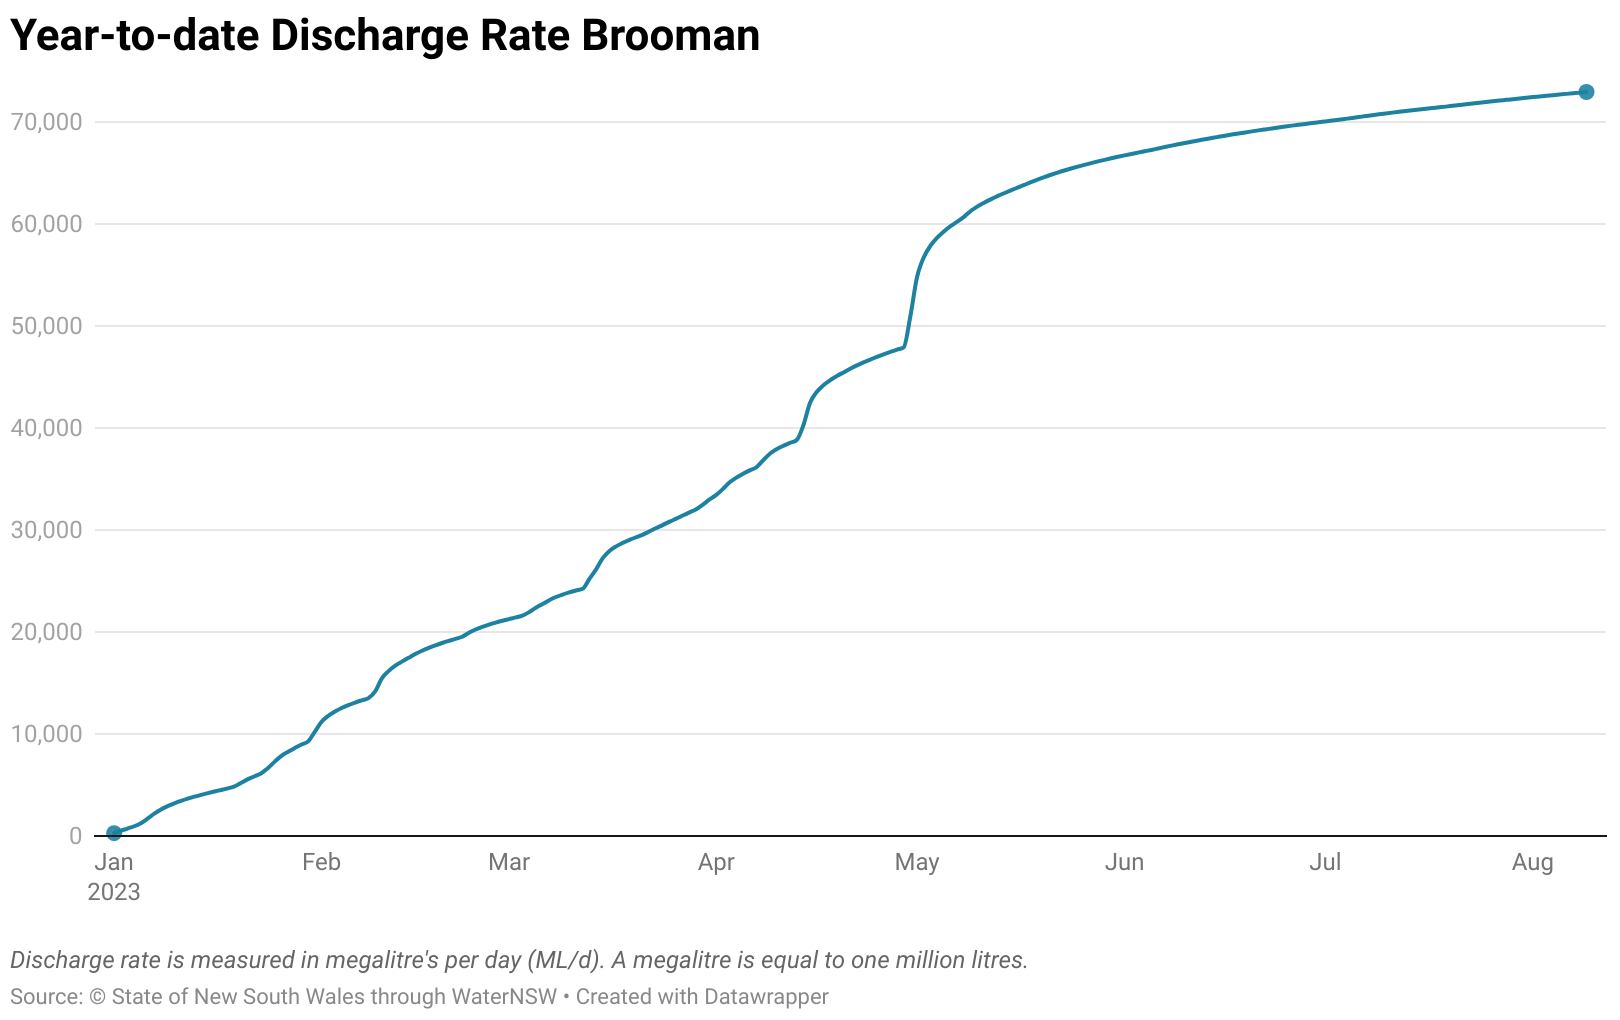 Year-to-date Discharge Rate Brooman
70,000
60,000
50,000
40,000
30,000
20,000
10,000
0
Jan Feb Mar Apr May Jun Jul Aug
2023
Discharge rate is measured in megalitre's per day (ML/d). A megalitre is equal to one million litres.
Source: © State of New South Wales through WaterNSW • Created with Datawrapper